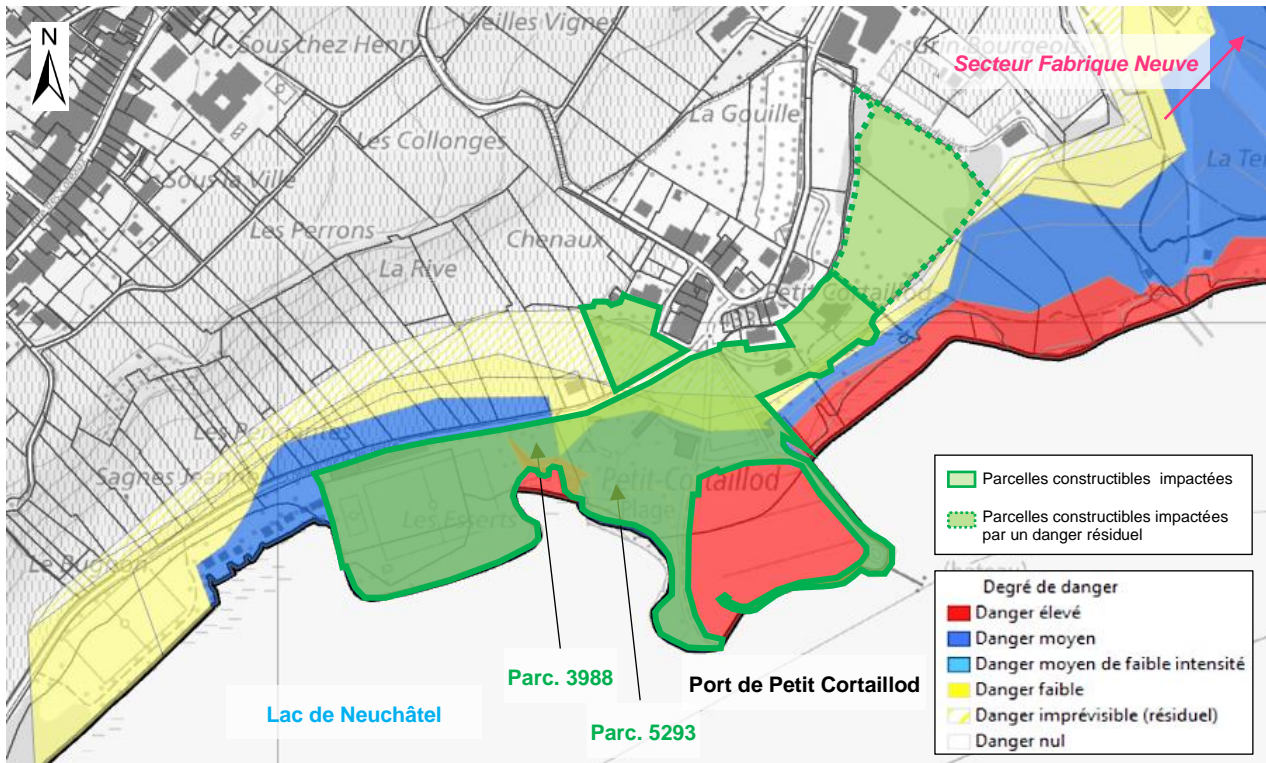 N
Vieilles Vignes
Sous chez Henry
Grin Bourgeois
Secteur Fabrique Neuve
La Gouille
Les Collonges
La
Sous la Ville
Les Perrons
Chenaux
La Rive
Petit Cortaillod
Petit-Cortaillod
Plage
Les Esserts
(bateau)
Parcelles constructibles impactées
Parcelles constructibles impactées
par un danger résiduel
Degré de danger
Danger élevé
Danger moyen
Danger moyen de faible intensité
Danger faible
Danger imprévisible (résiduel)
Danger nul
Parc. 3988
Port de Petit Cortaillod
Lac de Neuchâtel
Parc. 5293